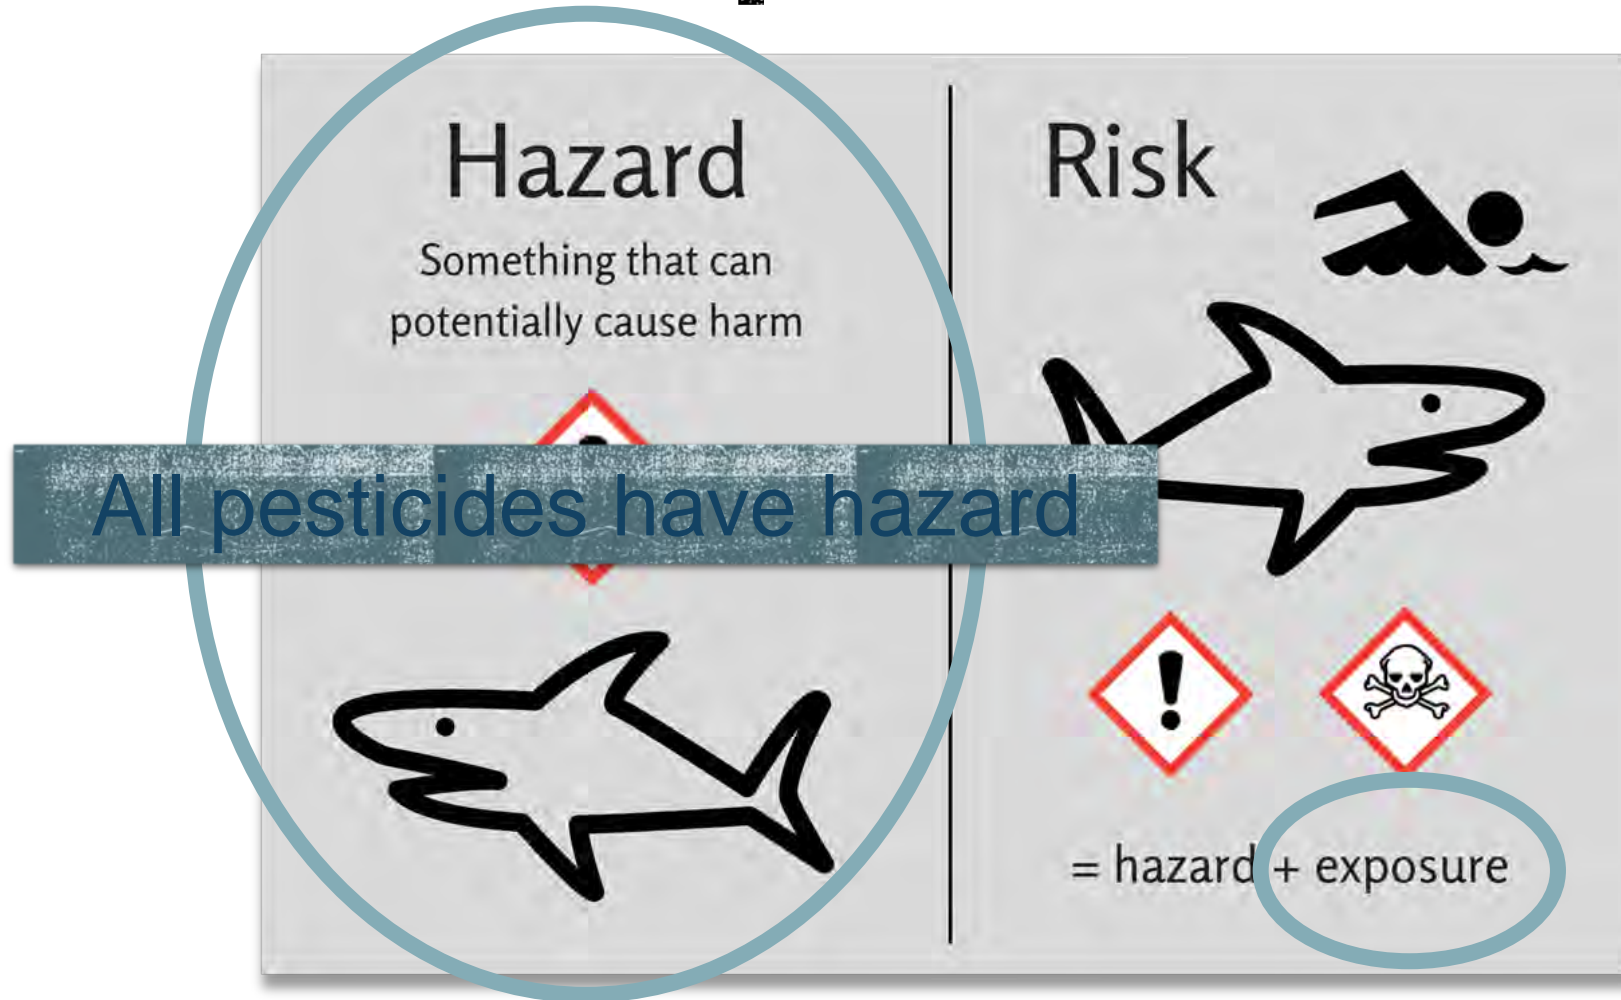 Hazard
Something that can
potentially cause harm
All pesticides have hazard
Risk
= hazard + exposure